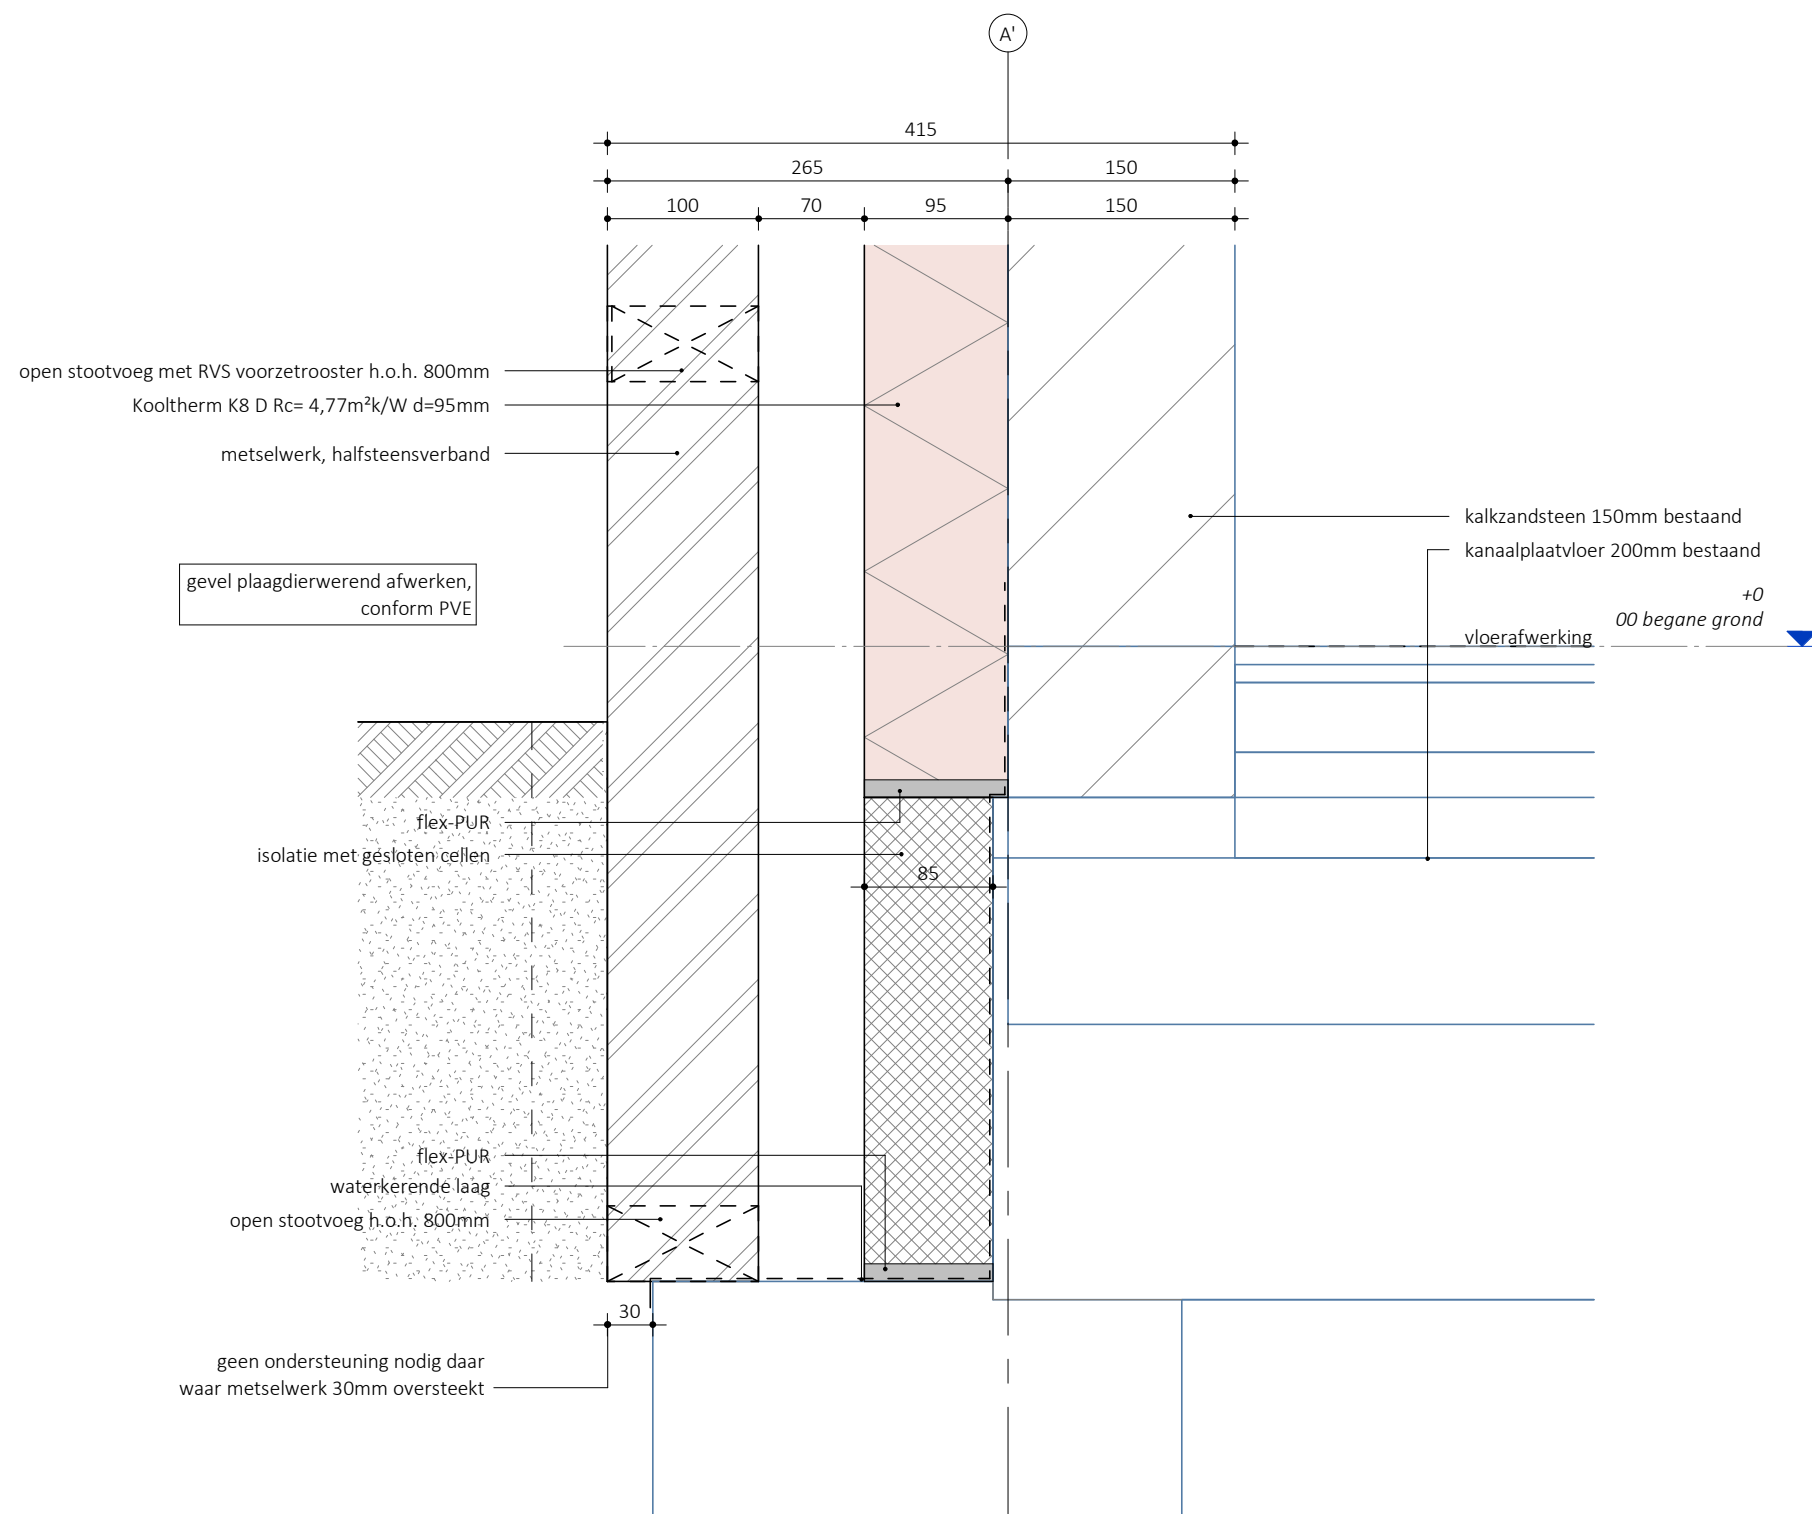 A'
415
265
150
100
70
95
150
open stootvoeg met RVS voorzetrooster h.o.h. 800mm
Kooltherm K8 D Rc= 4,77m²k/W d=95mm
metselwerk, halfsteensverband
kalkzandsteen 150mm bestaand
kanaalplaatvloer 200mm bestaand
gevel plaagdierwerend afwerken,
conform PVE
+0
00 begane grond
vloerafwerking
flex-PUR
isolatie met gesloten cellen
85
flex-PUR
waterkerende laag
open stootvoeg h.o.h. 800mm
30
geen ondersteuning nodig daar
waar metselwerk 30mm oversteekt